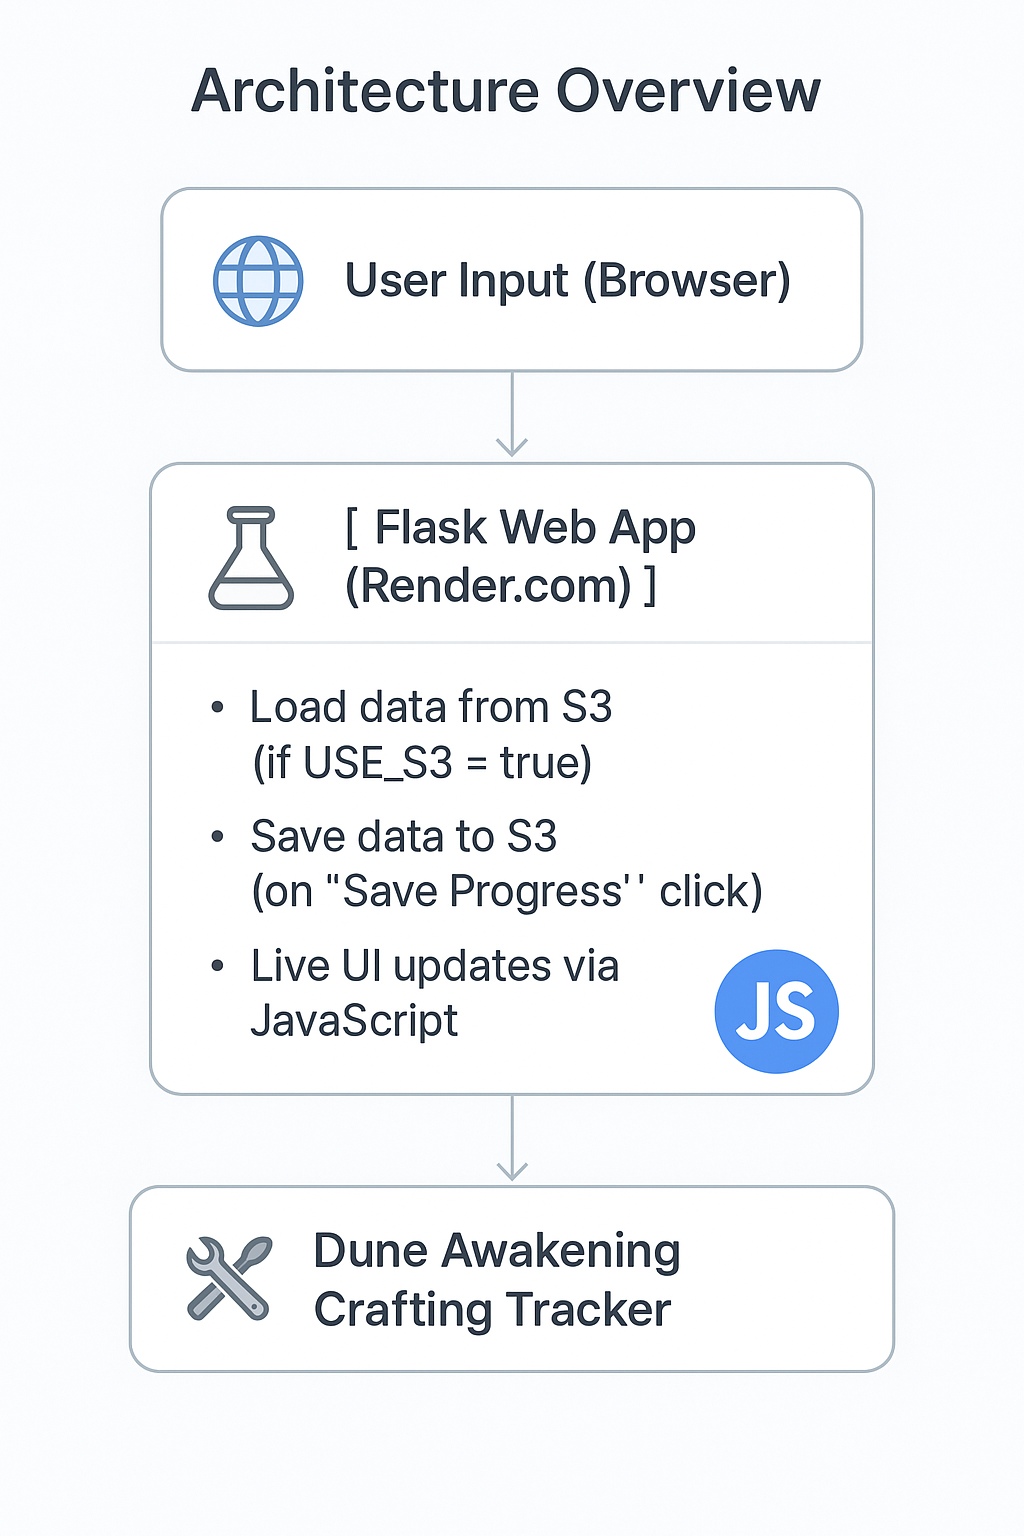 Architecture Overview
User Input (Browser)
[ Flask Web App
(Render.com) ]
• Load data from S3
(if USE_S3 = true)
• Save data to S3
(on "Save Progress'' click)
• Live UI updates via
JavaScript
JS
Dune Awakening
Crafting Tracker